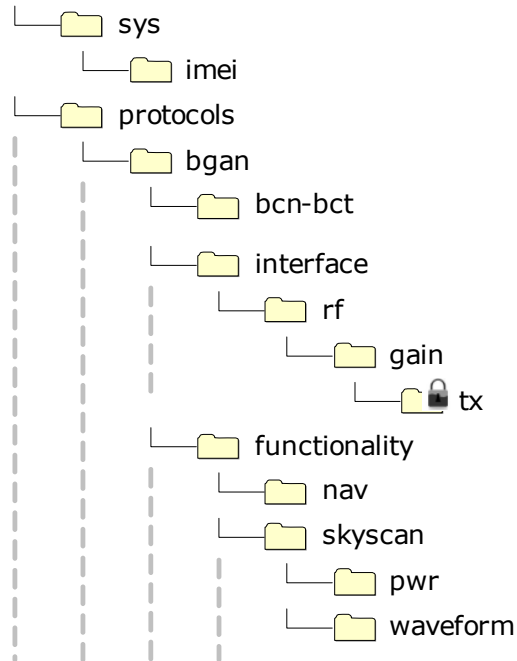 sys
imei
protocols
bgan
bcn-bct
interface
rf
gain
tx
functionality
nav
skyscan
pwr
waveform